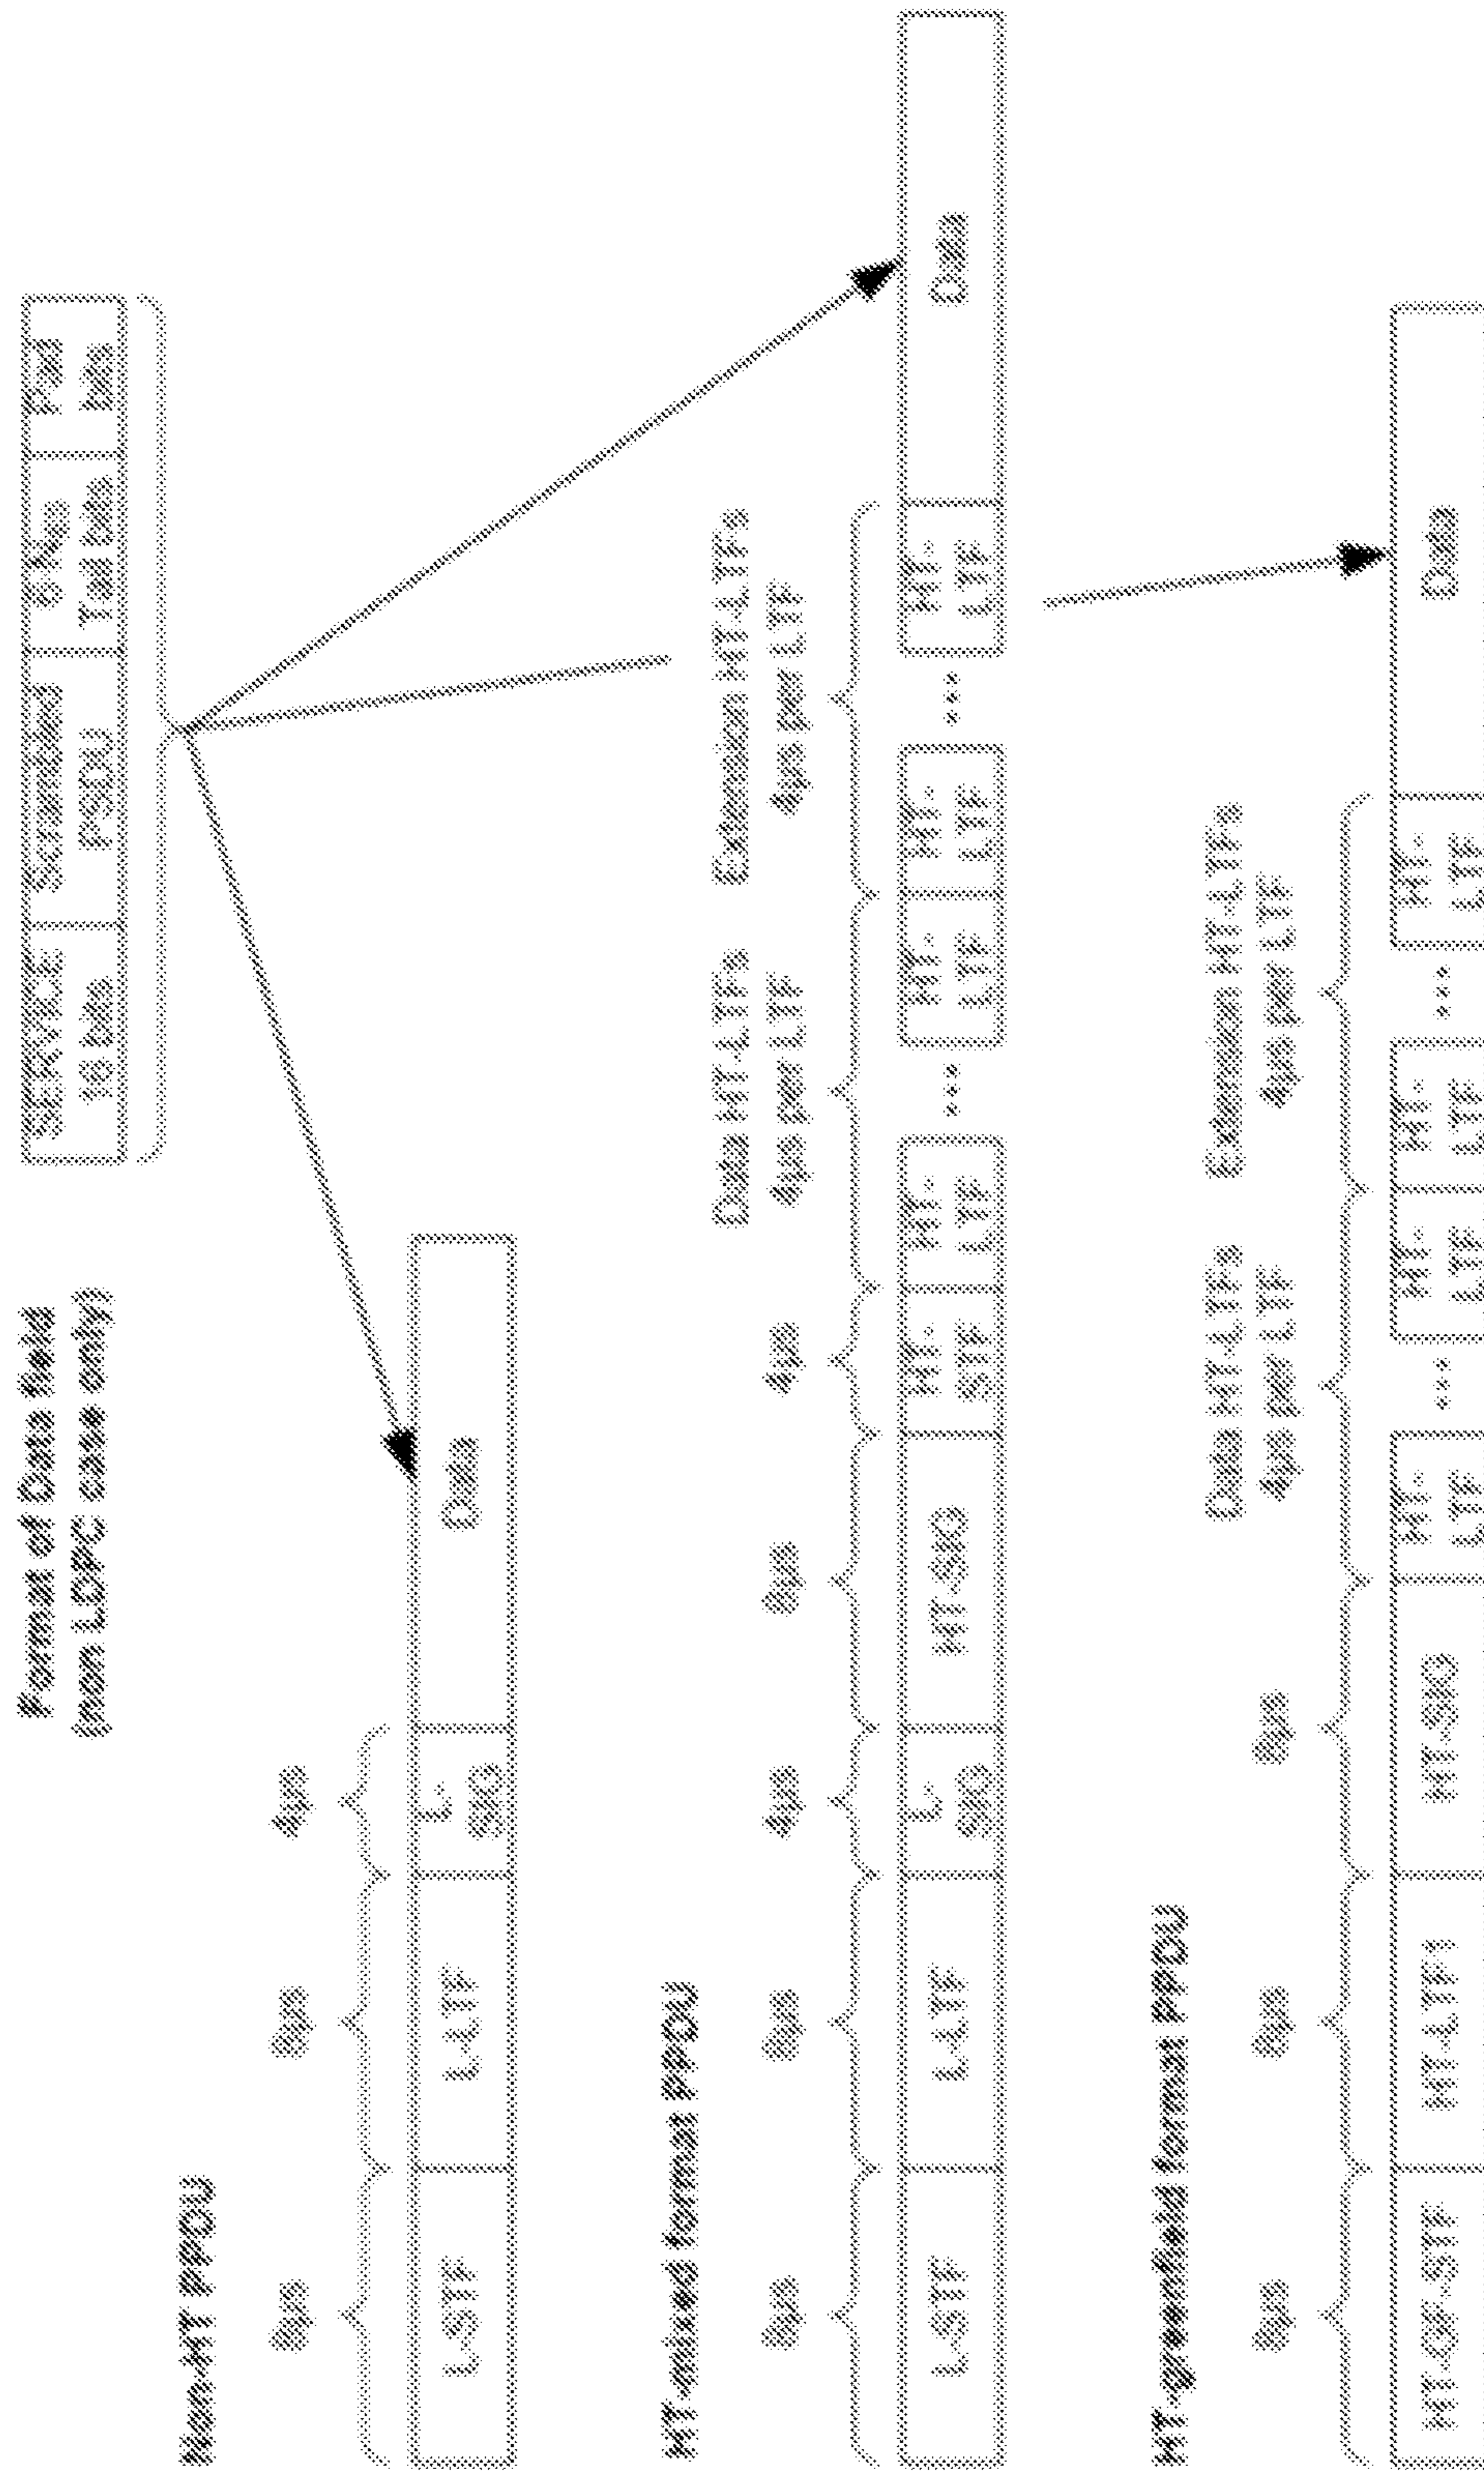 Format of Data field
(non LDPC case only)
SERVICE
16 bits
Scrambled
PSDU
6·NES
Tail bits
Pad
bits
Non-HT PPDU
8µs
8µs
4µs
L-STF
L-LTF
L-
SIG
Data
HT-mixed format PPDU
8µs
8µs
4µs
8µs
4µs
Data HT-LTFs
4µs per LTF
Extension HT-LTFs
4µs per LTF
L-STF
L-LTF
L-
SIG
HT-SIG
HT-
STF
HT-
LTF
...
HT-
LTF
HT-
LTF
...
HT-
LTF
Data
HT-greenfield format PPDU
8µs
8µs
8µs
Data HT-LTFs
4µs per LTF
Extension HT-LTFs
4µs per LTF
HT-GF-STF
HT-LTF1
HT-SIG
HT-
LTF
...
HT-
LTF
HT-
LTF
...
HT-
LTF
Data